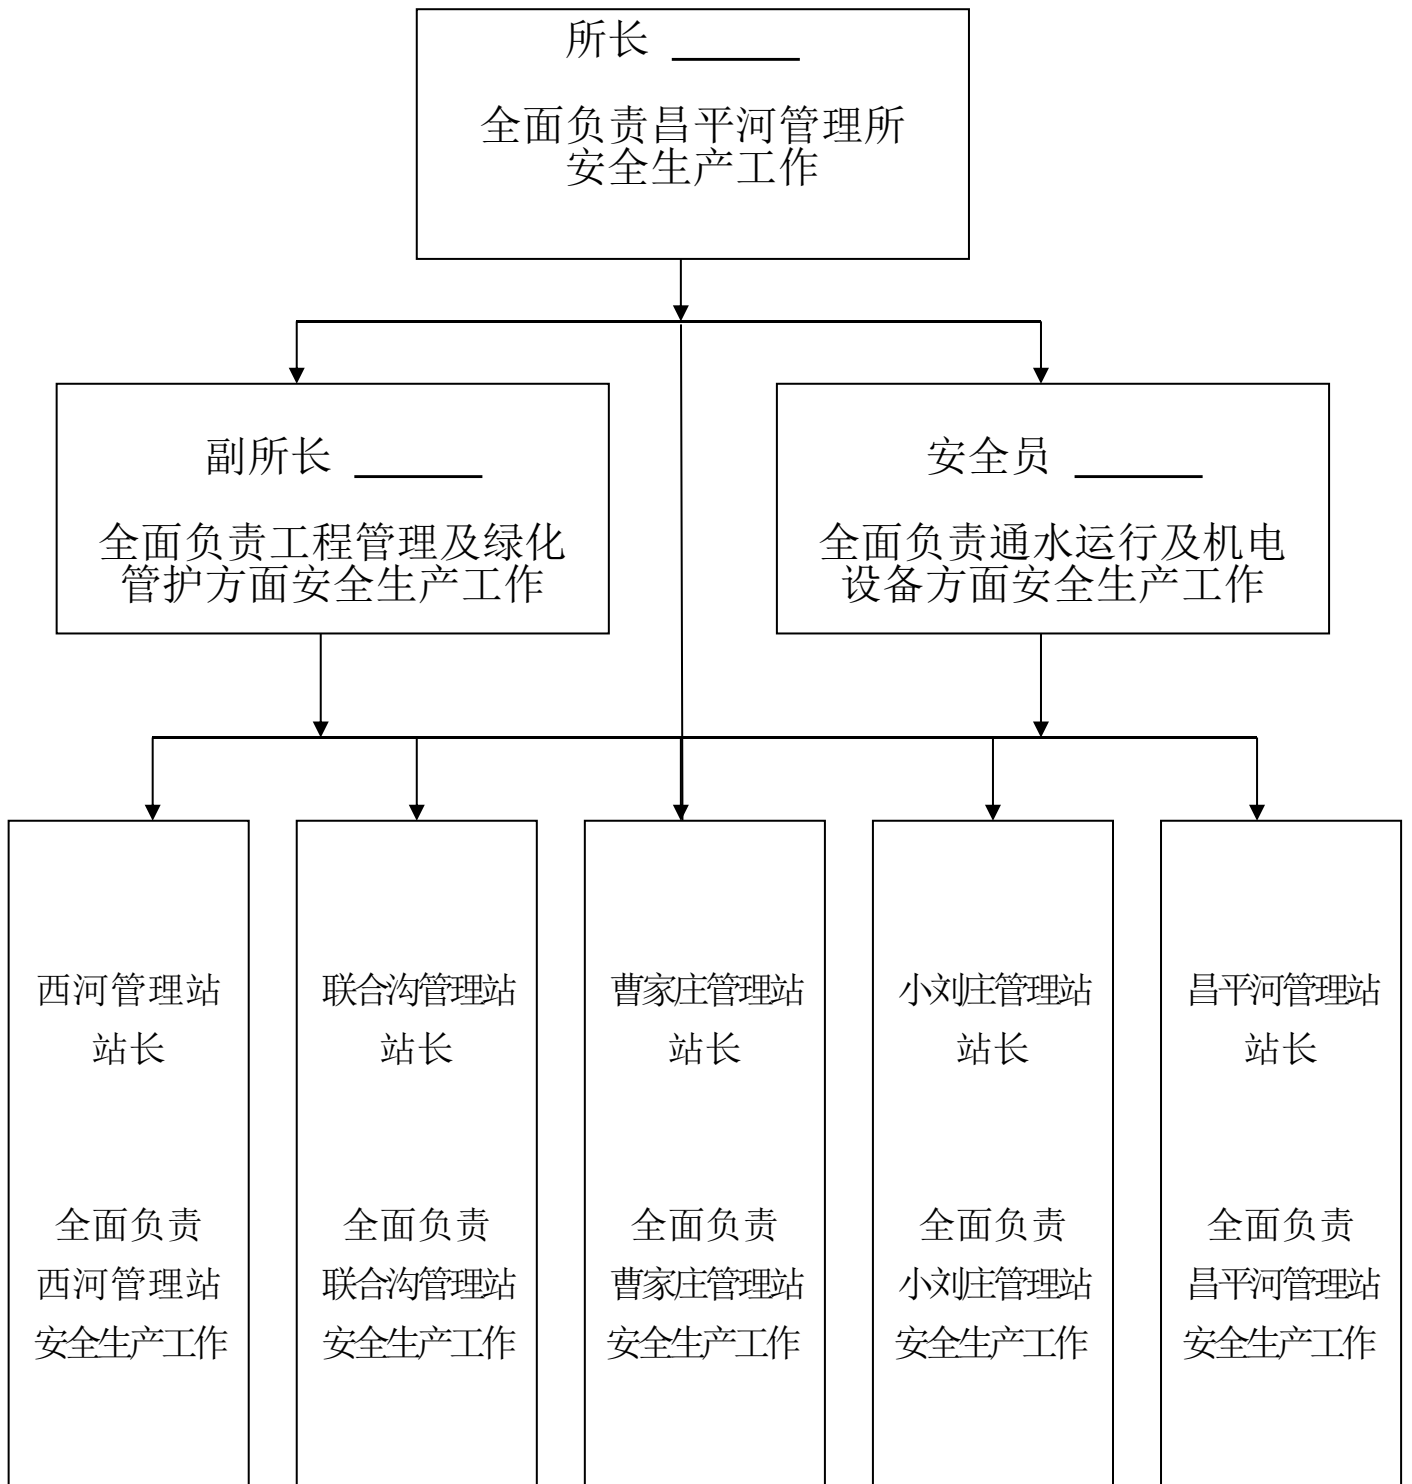 所长 ______
全面负责昌平河管理所
安全生产工作
副所长 ______
全面负责工程管理及绿化
管护方面安全生产工作
安全员 ______
全面负责通水运行及机电
设备方面安全生产工作
西河管理站
站长
全面负责
西河管理站
安全生产工作
联合沟管理站
站长
全面负责
联合沟管理站
安全生产工作
曹家庄管理站
站长
全面负责
曹家庄管理站
安全生产工作
小刘庄管理站
站长
全面负责
小刘庄管理站
安全生产工作
昌平河管理站
站长
全面负责
昌平河管理站
安全生产工作